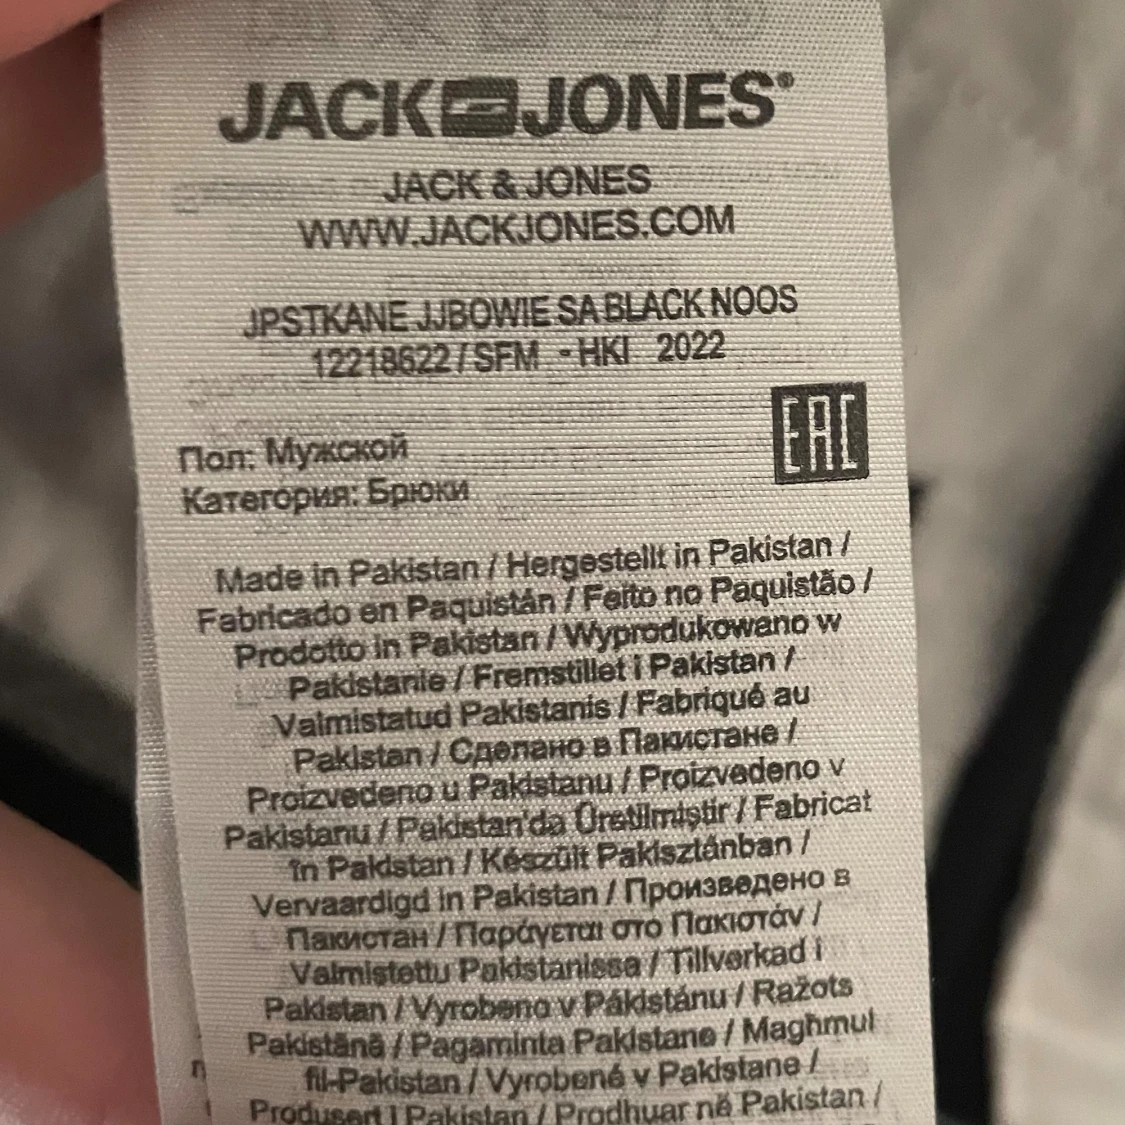 JACK JONES®
JACK & JONES
WWW.JACKJONES.COM
JPSTKANE JJBOWIE SA BLACK NOOS
12218622 / SFM - HKI 2022
EAC
Пол: Мужской
Категория: Брюки
Made in Pakistan / Hergestellt in Pakistan /
Fabricado en Paquistán / Feito no Paquistão /
Prodotto in Pakistan / Wyprodukowano w
Pakistanie / Fremstillet i Pakistan /
Valmistatud Pakistanis / Fabriqué au
Pakistan / Сделано в Пакистане /
Proizvedeno u Pakistanu / Proizvedeno v
Pakistanu / Pakistan'da Üretilmiştir / Fabricat
în Pakistan / Készült Pakisztánban /
Vervaardigd in Pakistan / Произведено в
Пакистан / Παράγεται στο Πακιστάν /
Valmistettu Pakistanissa / Tillverkad i
Pakistan / Vyrobeno v Pákistánu / Ražots
Pakistānā / Pagaminta Pakistane / Magħmul
fil-Pakistan / Vyrobené v Pakistane /
Produsert i Pakistan / Prodhuar në Pakistan /